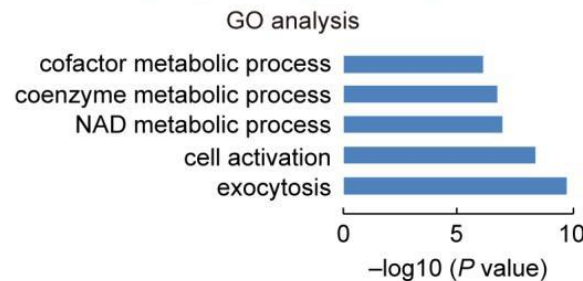 GO analysis
cofactor metabolic process
coenzyme metabolic process
NAD metabolic process
cell activation
exocytosis
0 5 10
–log10 (P value)